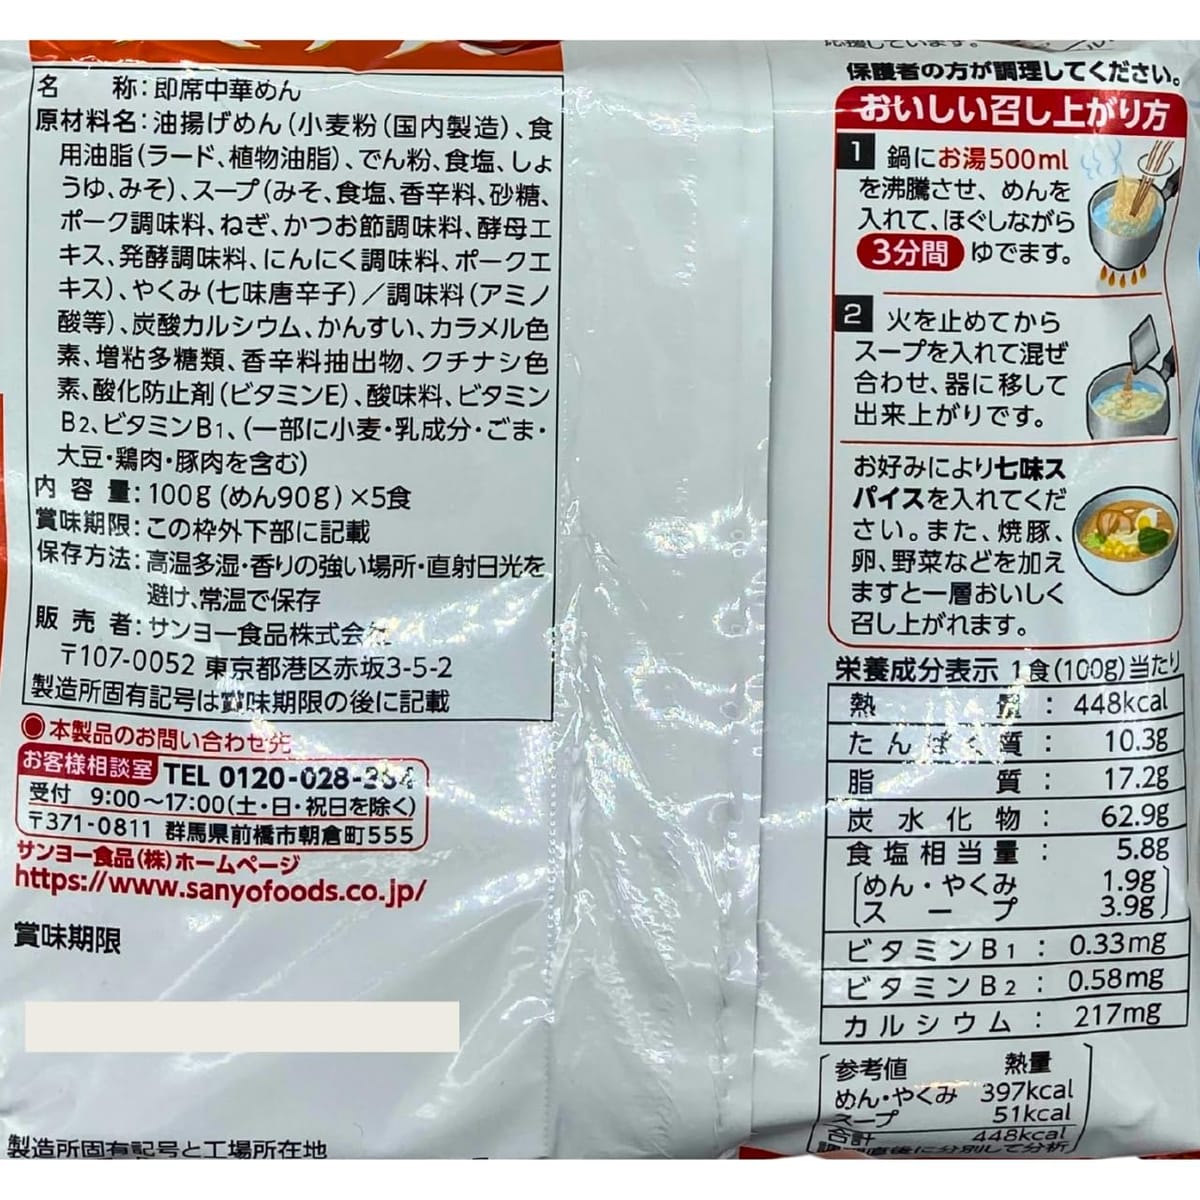 名称：即席中華めん
原材料名：油揚げめん（小麦粉（国内製造）、食
用油脂（ラード、植物油脂）、でん粉、食塩、しょ
うゆ、みそ）、スープ（みそ、食塩、香辛料、砂糖、
ポーク調味料、ねぎ、かつお節調味料、酵母エ
キス、発酵調味料、にんにく調味料、ポークエ
キス）、やくみ（七味唐辛子）／調味料（アミノ
酸等）、炭酸カルシウム、かんすい、カラメル色
素、増粘多糖類、香辛料抽出物、クチナシ色
素、酸化防止剤（ビタミンE）、酸味料、ビタミン
B2、ビタミンB1、（一部に小麦・乳成分・ごま・
大豆・鶏肉・豚肉を含む）
内容量：100g（めん90g）×5食
賞味期限：この枠外下部に記載
保存方法：高温多湿・香りの強い場所・直射日光を
避け、常温で保存
販売者：サンヨー食品株式会社
〒107-0052 東京都港区赤坂3-5-2
製造所固有記号は賞味期限の後に記載
◉本製品のお問い合わせ先
お客様相談室 TEL 0120-028-364
受付 9:00〜17:00（土・日・祝日を除く）
〒371-0811 群馬県前橋市朝倉町555
サンヨー食品（株）ホームページ
https://www.sanyofoods.co.jp/
賞味期限
製造所固有記号と工場所在地
応援しています。
保護者の方が調理してください。
おいしい召し上がり方
1 鍋にお湯500ml
を沸騰させ、めんを
入れて、ほぐしながら
3分間 ゆでます。
2 火を止めてから
スープを入れて混ぜ
合わせ、器に移して
出来上がりです。
お好みにより七味ス
パイスを入れてくだ
さい。また、焼豚、
卵、野菜などを加え
ますと一層おいしく
召し上がれます。
栄養成分表示 1食（100g）当たり
熱量：448kcal
たんぱく質：10.3g
脂質：17.2g
炭水化物：62.9g
食塩相当量：5.8g
めん・やくみ 1.9g
スープ 3.9g
ビタミンB1：0.33mg
ビタミンB2：0.58mg
カルシウム：217mg
参考値 熱量
めん・やくみ 397kcal
スープ 51kcal
合計 448kcal
調理直後に分別して分析